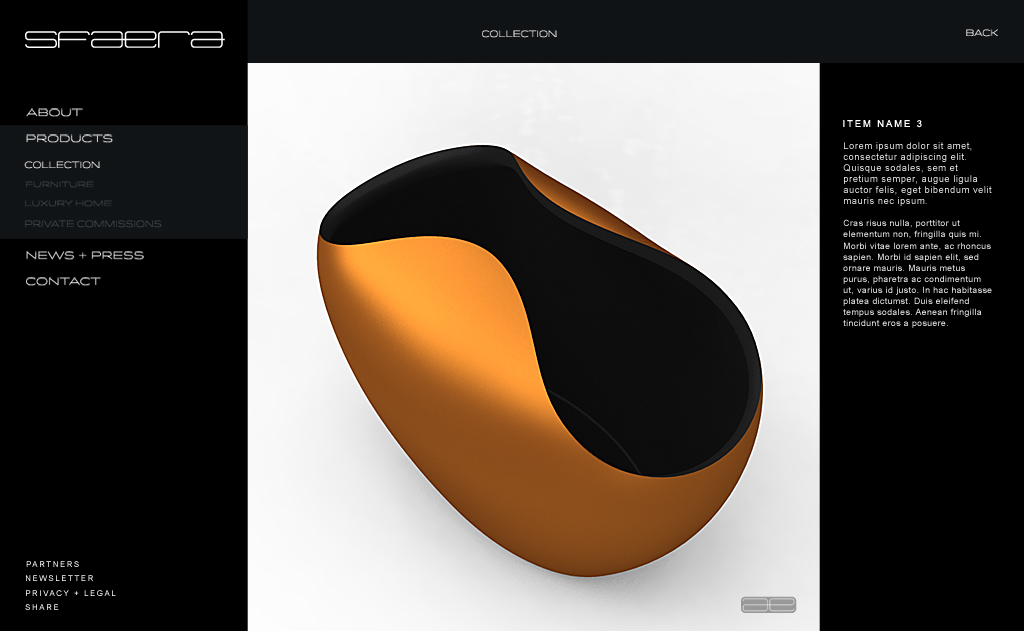 sfaera
COLLECTION
BACK
ABOUT
PRODUCTS
COLLECTION
FURNITURE
LUXURY HOME
PRIVATE COMMISSIONS
NEWS + PRESS
CONTACT
PARTNERS
NEWSLETTER
PRIVACY + LEGAL
SHARE
ITEM NAME 3
Lorem ipsum dolor sit amet,
consectetur adipiscing elit.
Quisque sodales, sem et
pretium semper, augue ligula
auctor felis, eget bibendum velit
mauris nec ipsum.
Cras risus nulla, porttitor ut
elementum non, fringilla quis mi.
Morbi vitae lorem ante, ac rhoncus
sapien. Morbi id sapien elit, sed
ornare mauris. Mauris metus
purus, pharetra ac condimentum
ut, varius id justo. In hac habitasse
platea dictumst. Duis eleifend
tempus sodales. Aenean fringilla
tincidunt eros a posuere.
ae